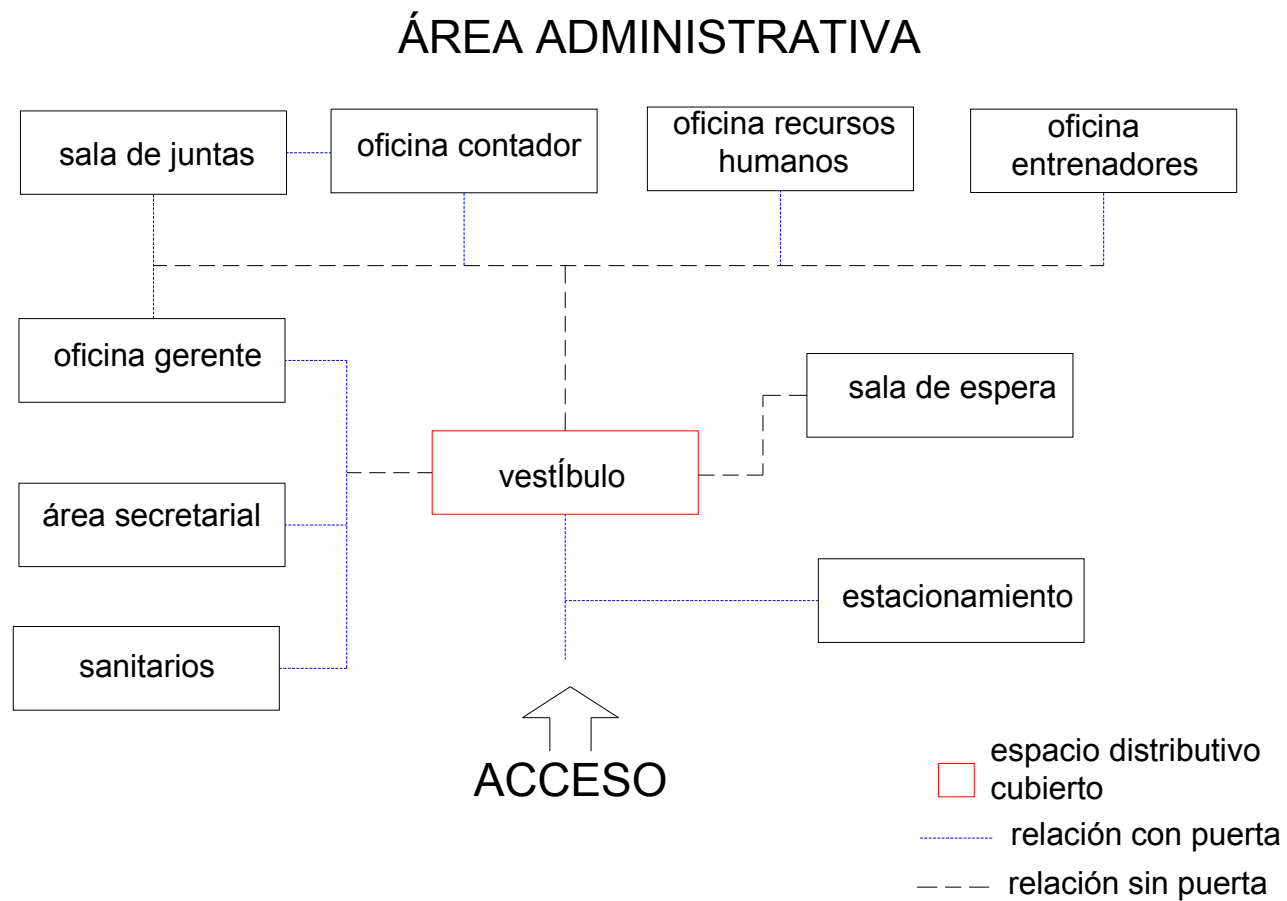 ÁREA ADMINISTRATIVA
sala de juntas
oficina contador
oficina recursos
humanos
oficina
entrenadores
oficina gerente
sala de espera
vestÍbulo
área secretarial
estacionamiento
sanitarios
ACCESO
espacio distributivo
cubierto
relación con puerta
relación sin puerta